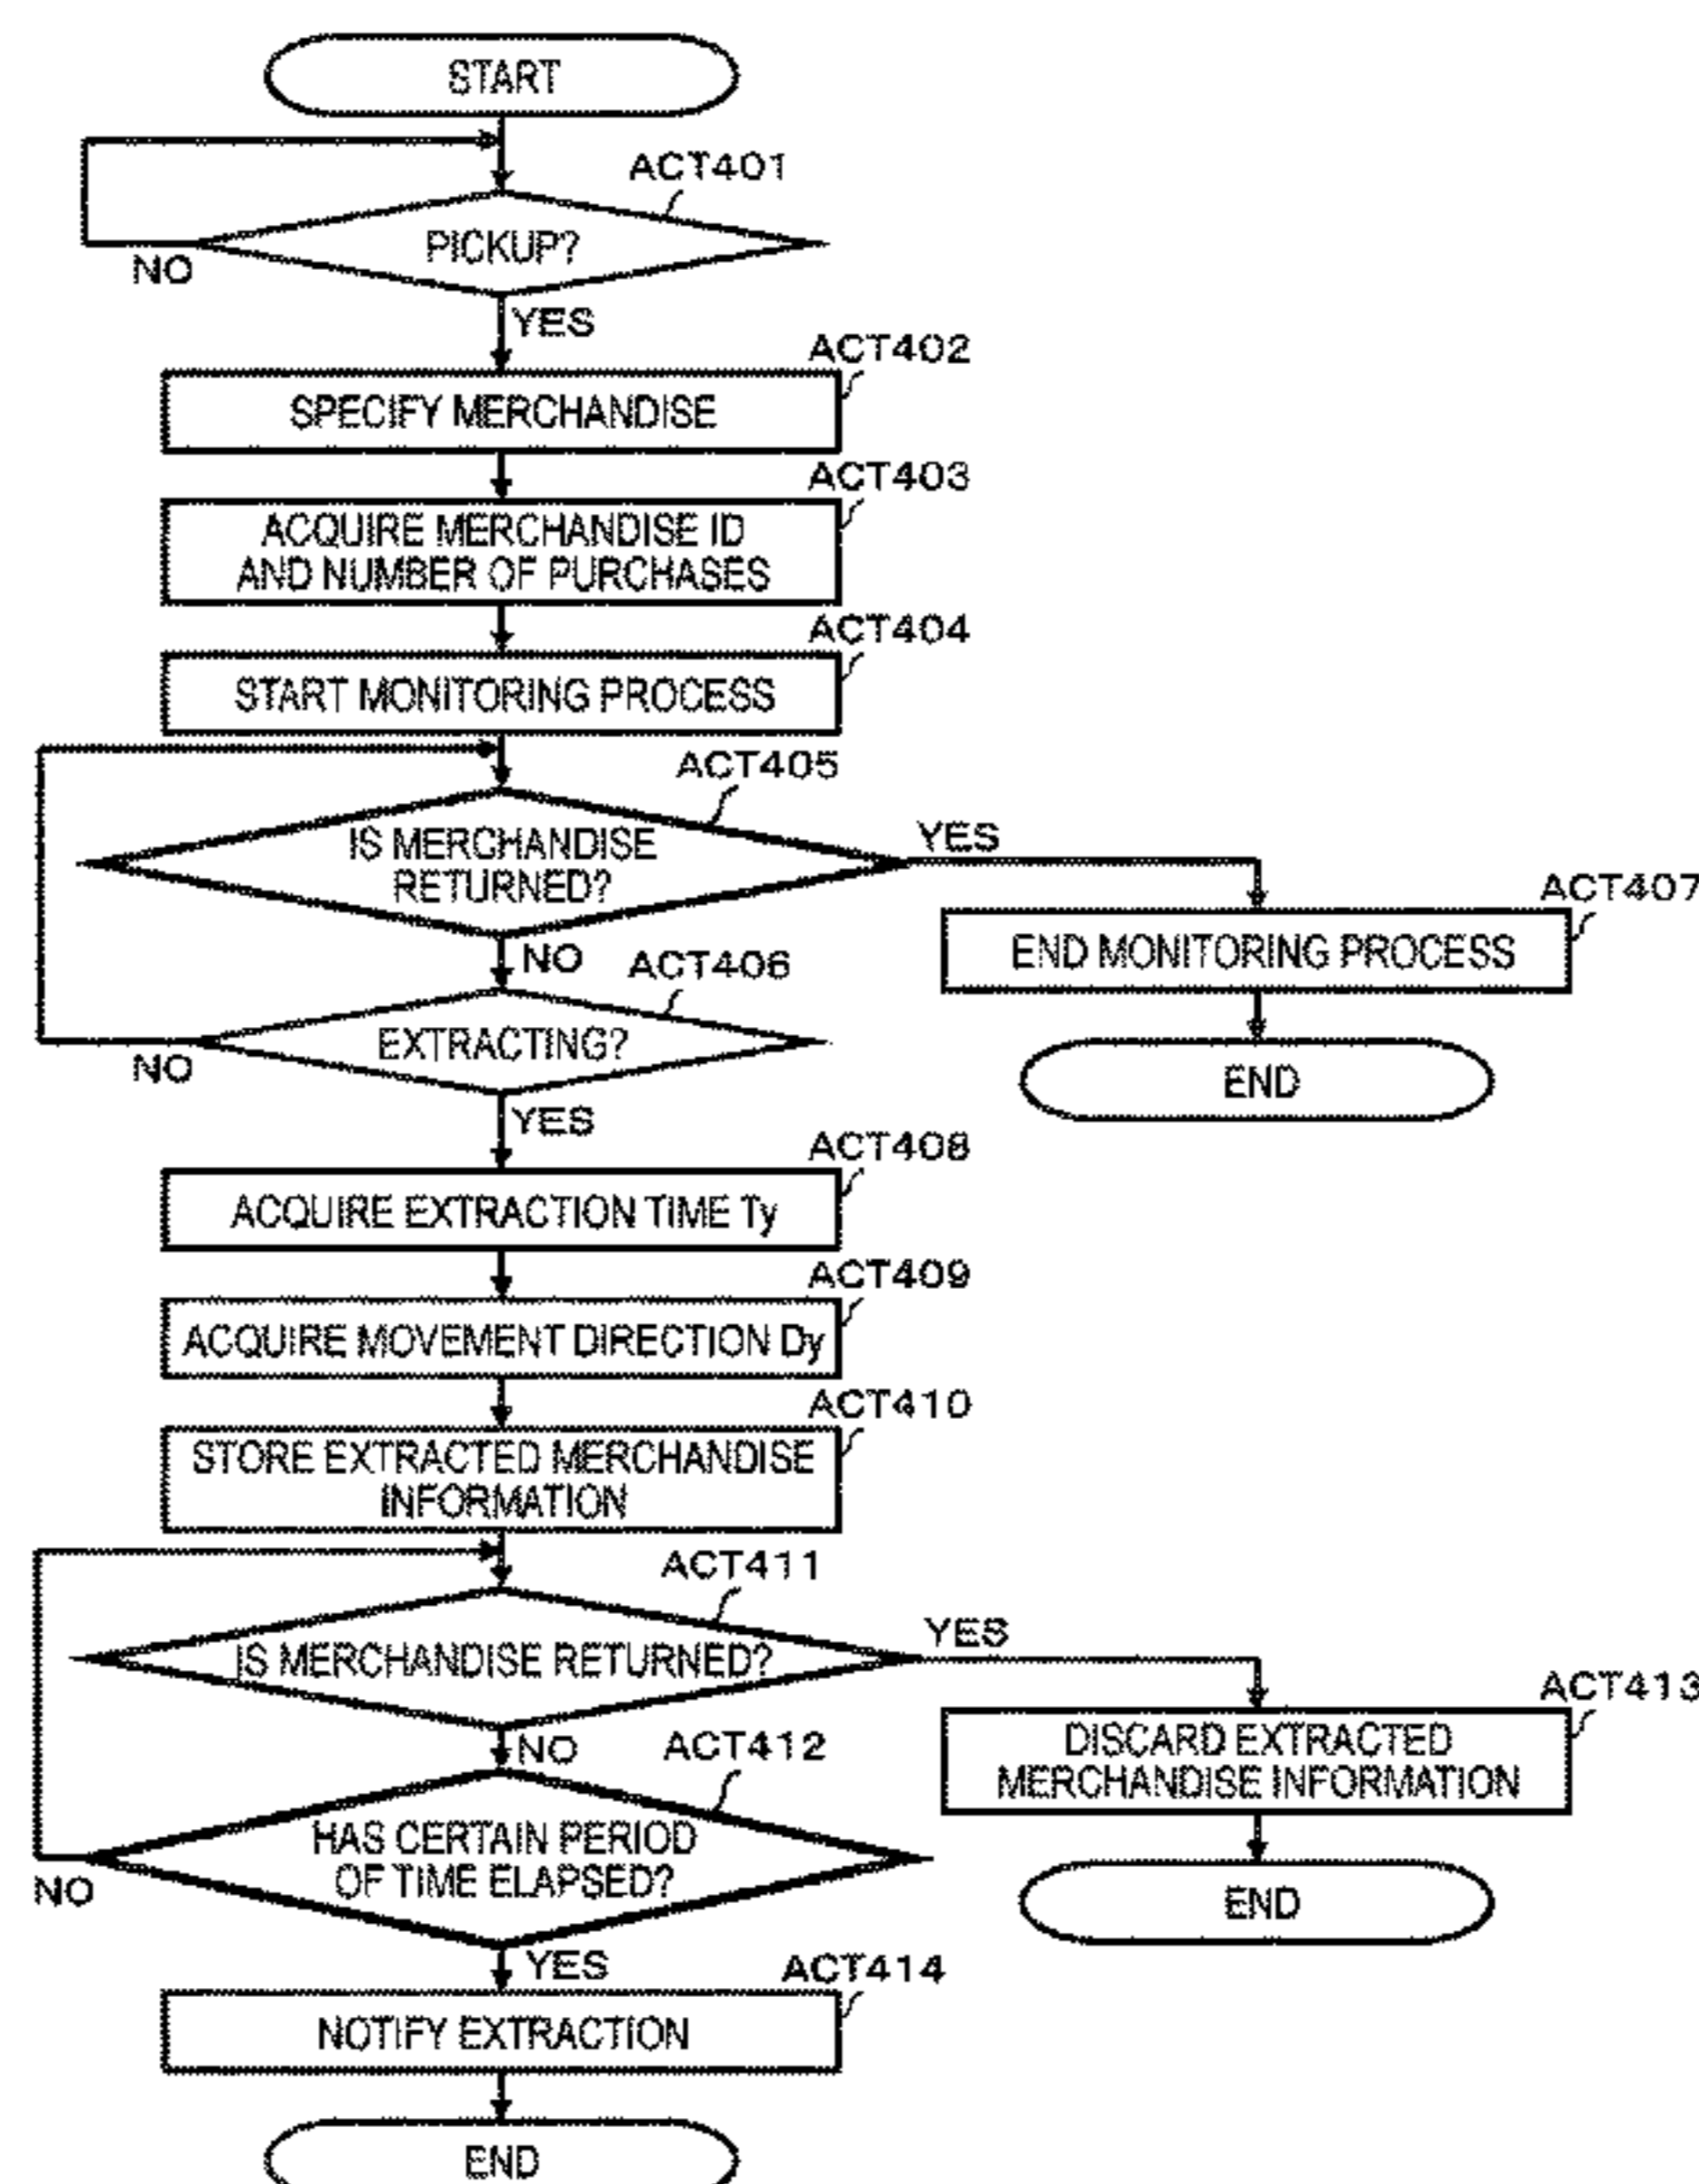 START
ACT401
PICKUP?
NO
YES
ACT402
SPECIFY MERCHANDISE
ACT403
ACQUIRE MERCHANDISE ID
AND NUMBER OF PURCHASES
ACT404
START MONITORING PROCESS
ACT405
IS MERCHANDISE
RETURNED?
YES
ACT407
END MONITORING PROCESS
END
NO
ACT406
EXTRACTING?
NO
YES
ACT408
ACQUIRE EXTRACTION TIME Ty
ACT409
ACQUIRE MOVEMENT DIRECTION Dy
ACT410
STORE EXTRACTED MERCHANDISE
INFORMATION
ACT411
IS MERCHANDISE RETURNED?
YES
ACT413
DISCARD EXTRACTED
MERCHANDISE INFORMATION
END
NO
ACT412
HAS CERTAIN PERIOD
OF TIME ELAPSED?
NO
YES
ACT414
NOTIFY EXTRACTION
END